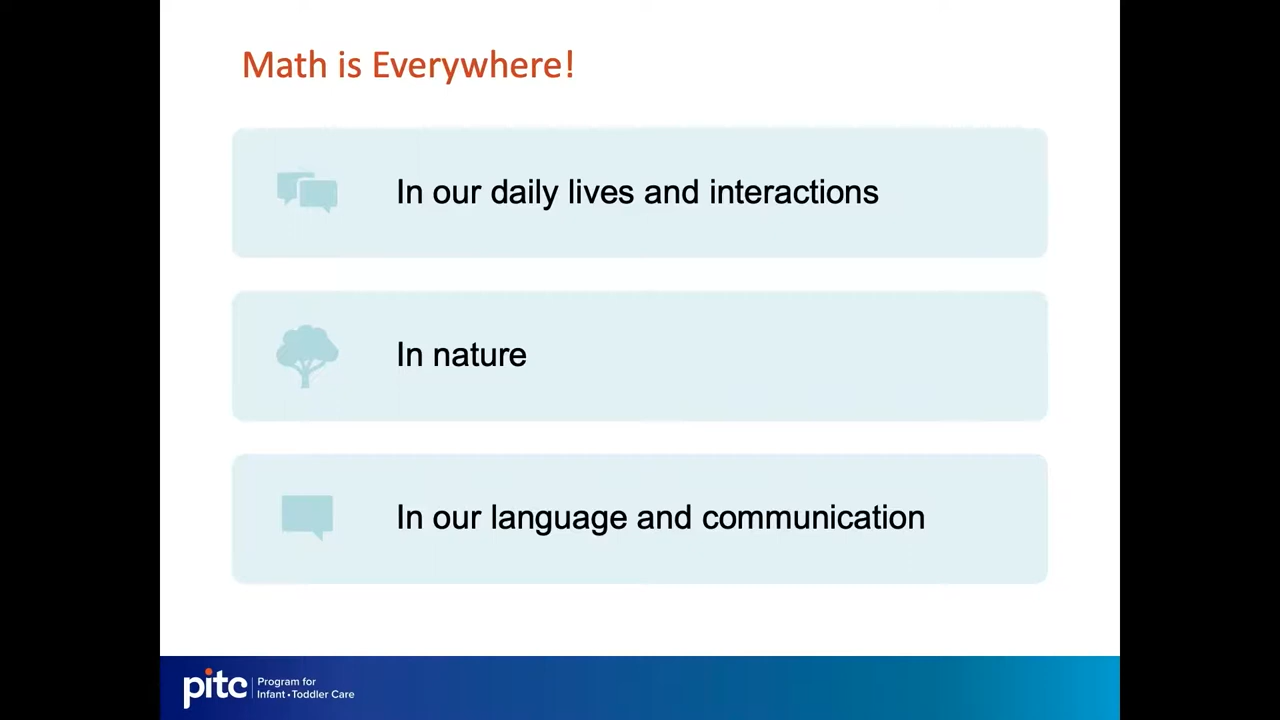 Math is Everywhere!
In our daily lives and interactions
In nature
In our language and communication
pitc
Program for
Infant • Toddler Care